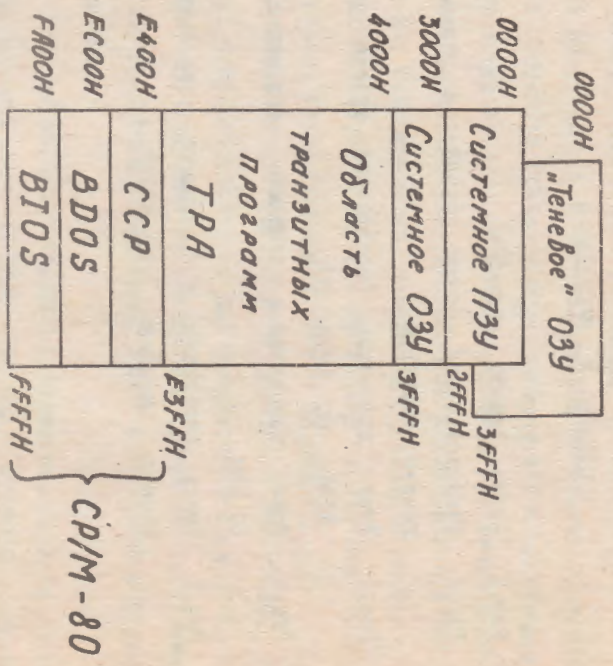 0000H
„Теневое" ОЗУ
0000H
Системное ПЗУ
3FFFH
2FFFH
3000H
Системное ОЗУ
3FFFH
4000H
Область
транзитных
программ
TPA
E3FFH
E400H
CCP
EC00H
BDOS
CP/M-80
FA00H
BIOS
FFFFH